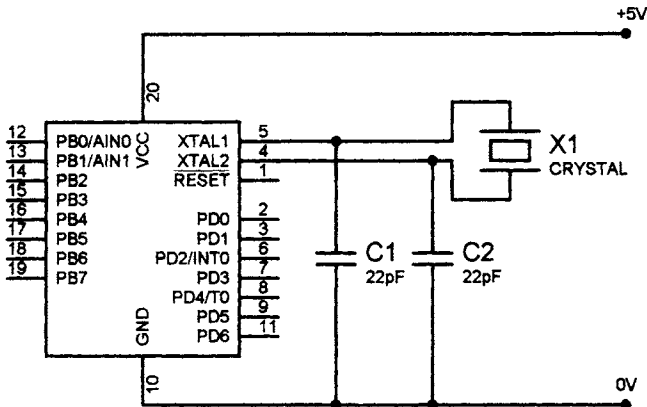 +5V
20
12 PB0/AIN0 VCC XTAL1 5
13 PB1/AIN1 XTAL2 4
14 PB2 RESET 1
15 PB3
16 PB4 PD0 2
17 PB5 PD1 3
18 PB6 PD2/INT0 6
19 PB7 PD3 7
PD4/T0 8
PD5 9
PD6 11
GND
10
X1
CRYSTAL
C1
22pF
C2
22pF
0V